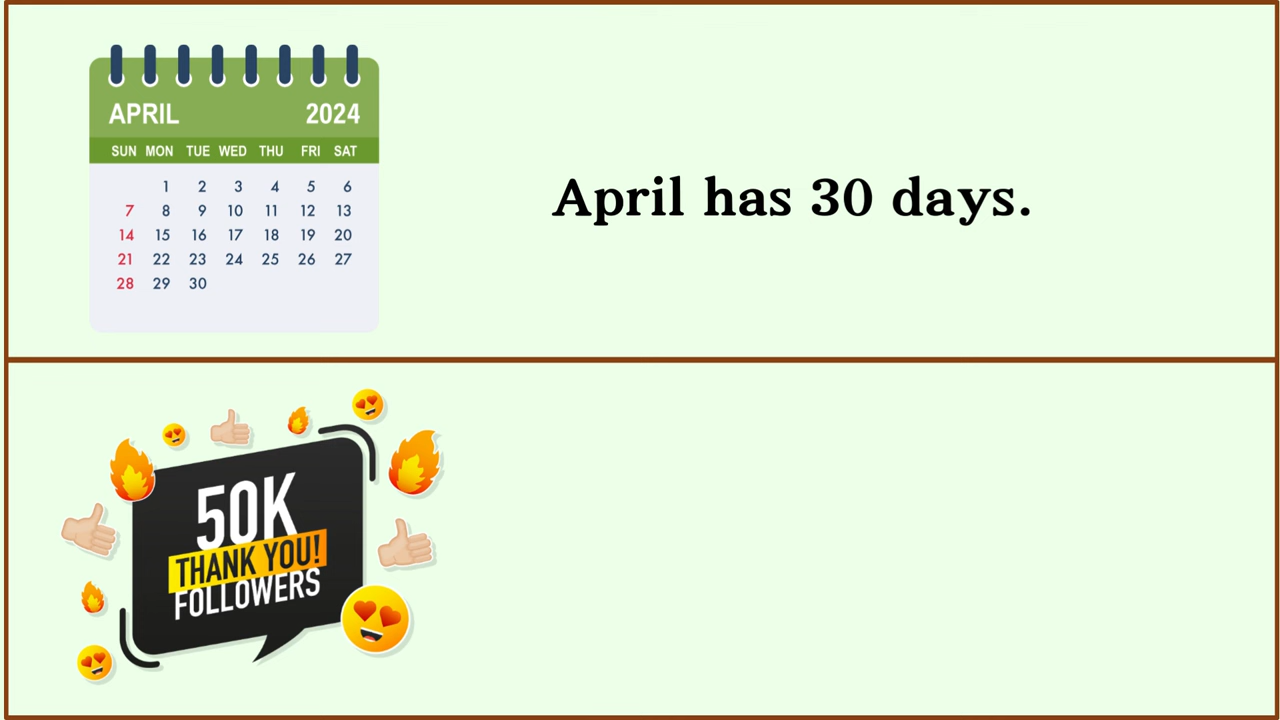 APRIL 2024
SUN MON TUE WED THU FRI SAT
1 2 3 4 5 6
7 8 9 10 11 12 13
14 15 16 17 18 19 20
21 22 23 24 25 26 27
28 29 30
April has 30 days.
50K
THANK YOU!
FOLLOWERS